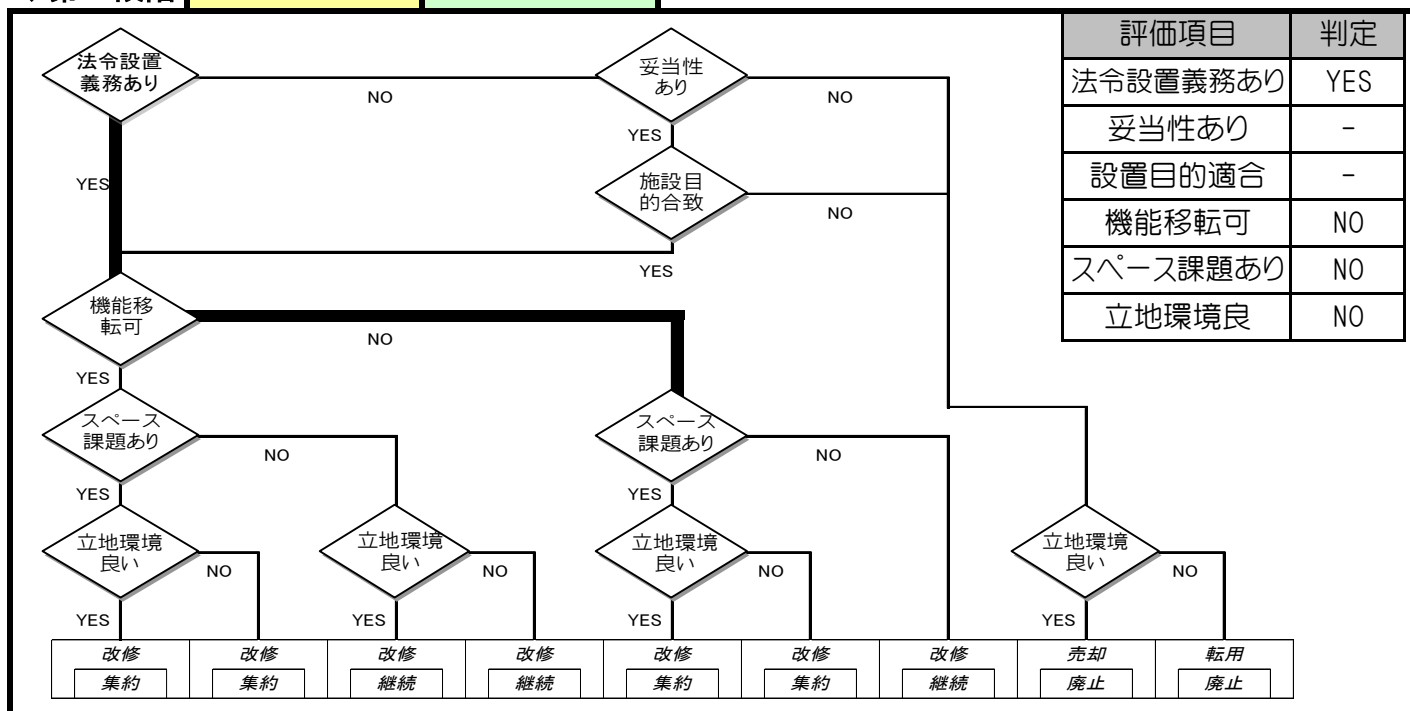 法令設置
義務あり
NO
妥当性
あり
NO
YES
YES
施設目
的合致
NO
YES
機能移
転可
NO
YES
スペース
課題あり
NO
YES
スペース
課題あり
NO
YES
立地環境
良い
NO
YES
立地環境
良い
NO
YES
立地環境
良い
NO
YES
立地環境
良い
NO
YES
改修 改修 改修 改修 改修 改修 改修 売却 転用
集約 集約 継続 継続 集約 集約 継続 廃止 廃止
評価項目 判定
法令設置義務あり YES
妥当性あり -
設置目的適合 -
機能移転可 NO
スペース課題あり NO
立地環境良 NO